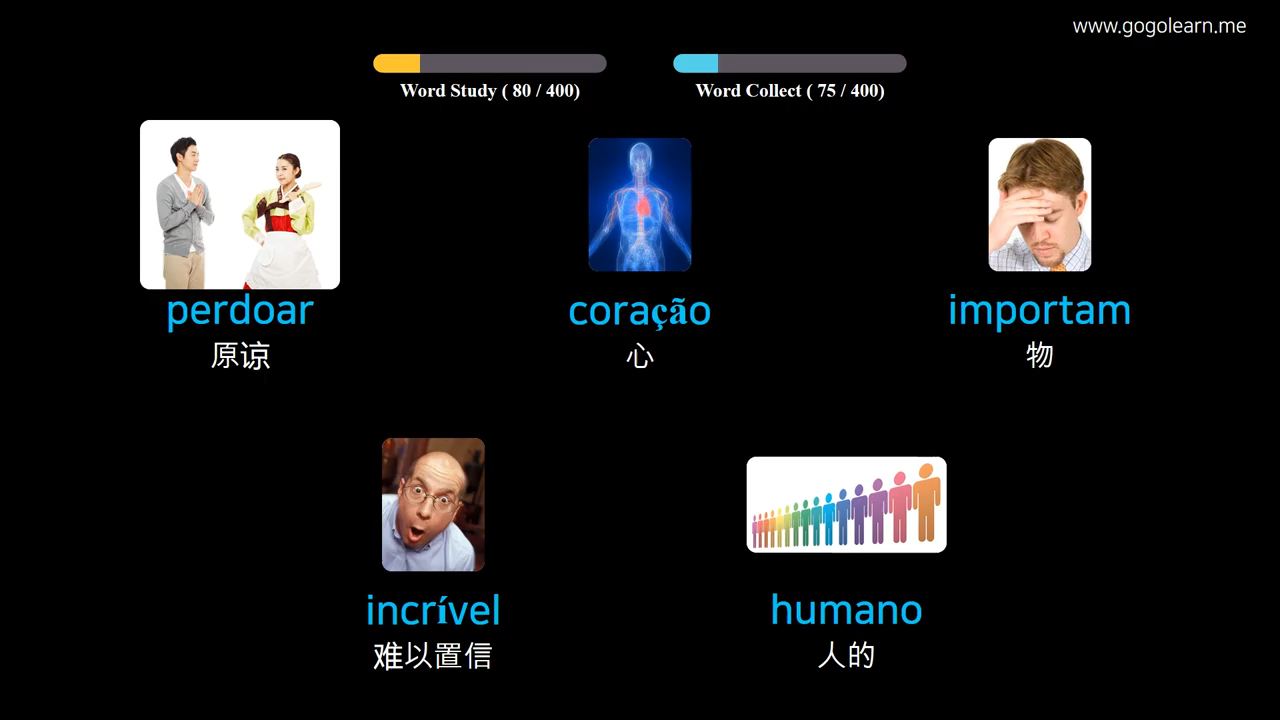 www.gogolearn.me
Word Study ( 80 / 400)
Word Collect ( 75 / 400)
perdoar
原谅
coração
心
importam
物
incrível
难以置信
humano
人的